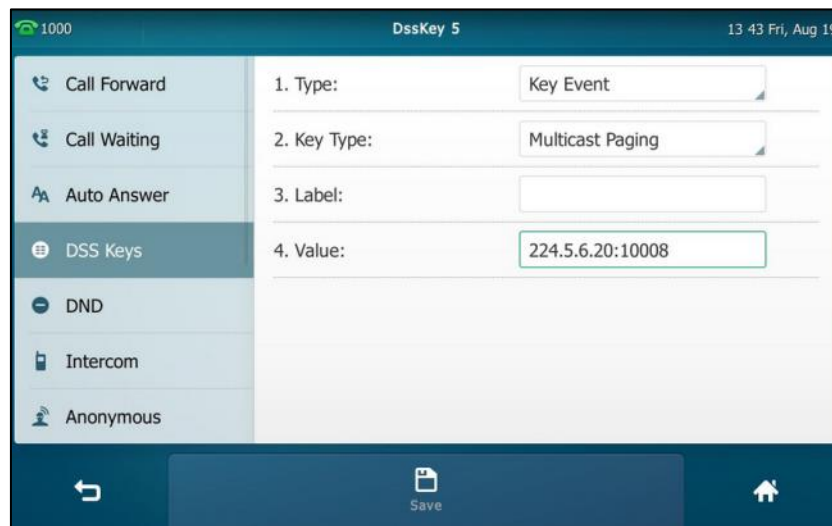 1000 DssKey 5 13 43 Fri, Aug 19
Call Forward
Call Waiting
Auto Answer
DSS Keys
DND
Intercom
Anonymous
1. Type: Key Event
2. Key Type: Multicast Paging
3. Label:
4. Value: 224.5.6.20:10008
Save